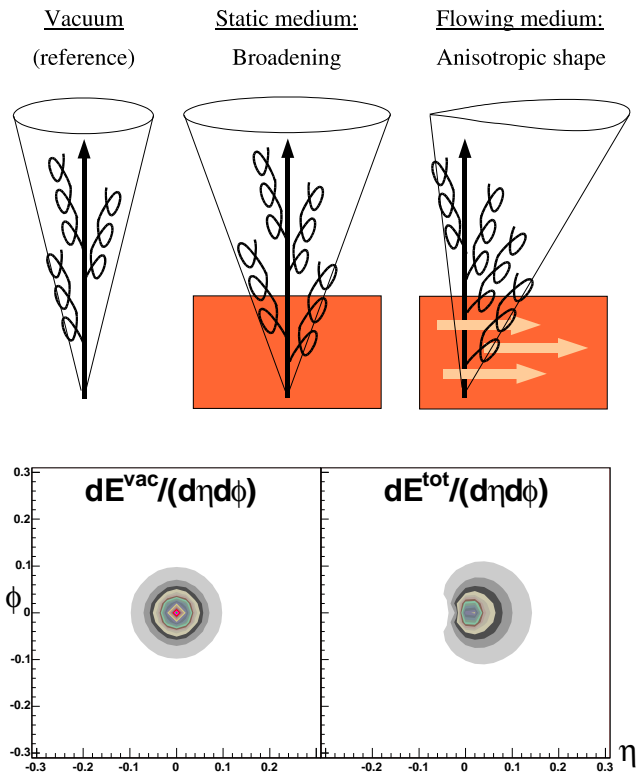 Vacuum
(reference)
Static medium:
Broadening
Flowing medium:
Anisotropic shape
dE^vac/(dηdϕ)
dE^tot/(dηdϕ)
ϕ
0.3
0.2
0.1
0
-0.1
-0.2
-0.3
-0.3 -0.2 -0.1 0 0.1 0.2
-0.2 -0.1 0 0.1 0.2 0.3
η